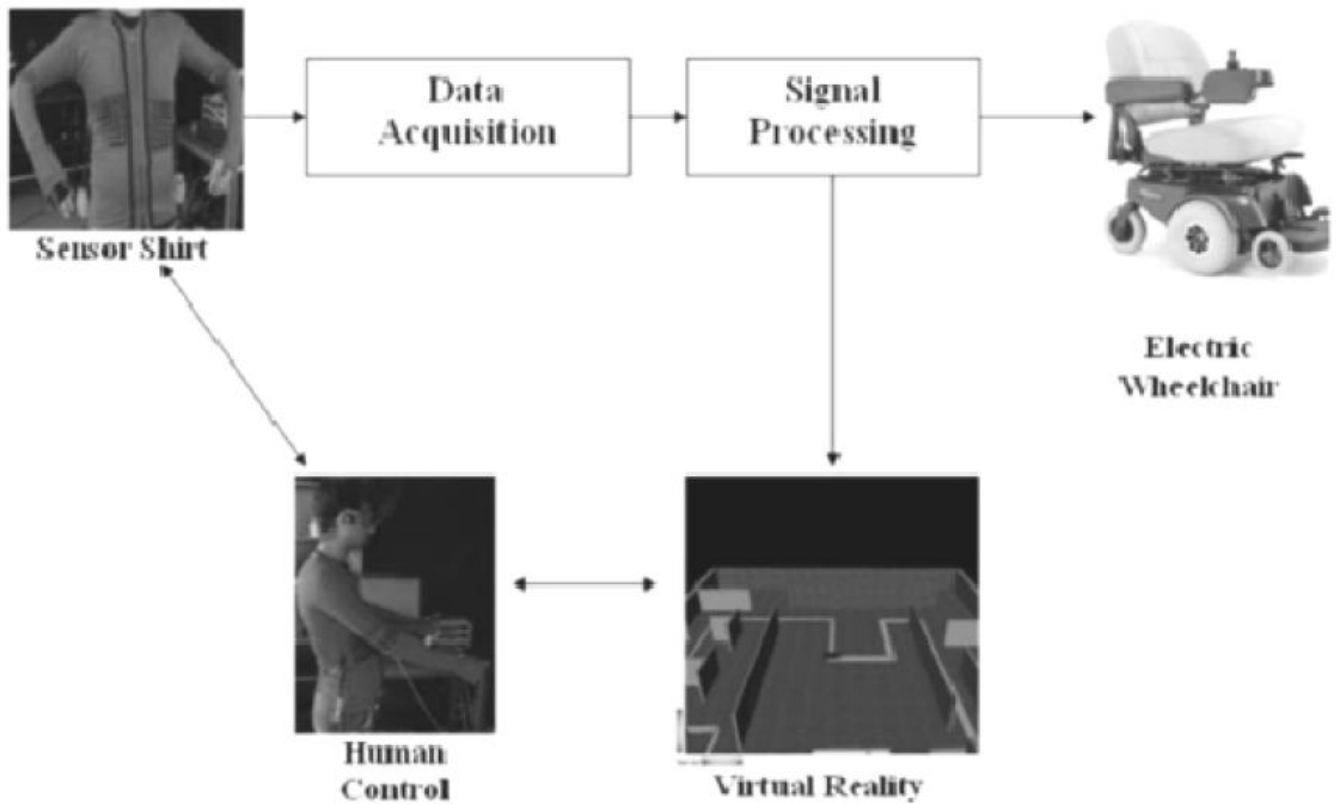 Data
Acquisition
Signal
Processing
Sensor Shirt
Electric
Wheelchair
Human
Control
Virtual Reality